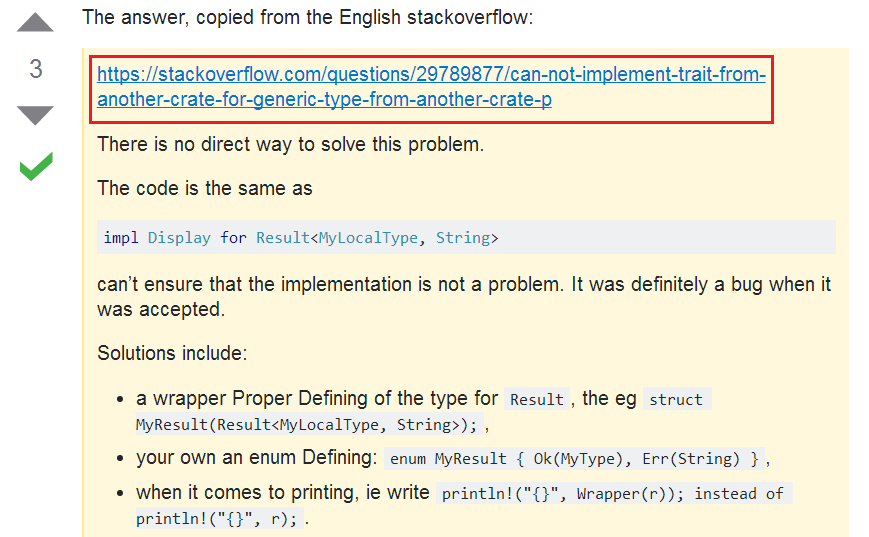 The answer, copied from the English stackoverflow:
3
https://stackoverflow.com/questions/29789877/can-not-implement-trait-from-
another-crate-for-generic-type-from-another-crate-p
There is no direct way to solve this problem.
The code is the same as
impl Display for Result<MyLocalType, String>
can’t ensure that the implementation is not a problem. It was definitely a bug when it
was accepted.
Solutions include:
• a wrapper Proper Defining of the type for Result , the eg struct
MyResult(Result<MyLocalType, String>); ,
• your own an enum Defining: enum MyResult { Ok(MyType), Err(String) } ,
• when it comes to printing, ie write println!("{}", Wrapper(r)); instead of
println!("{}", r); .